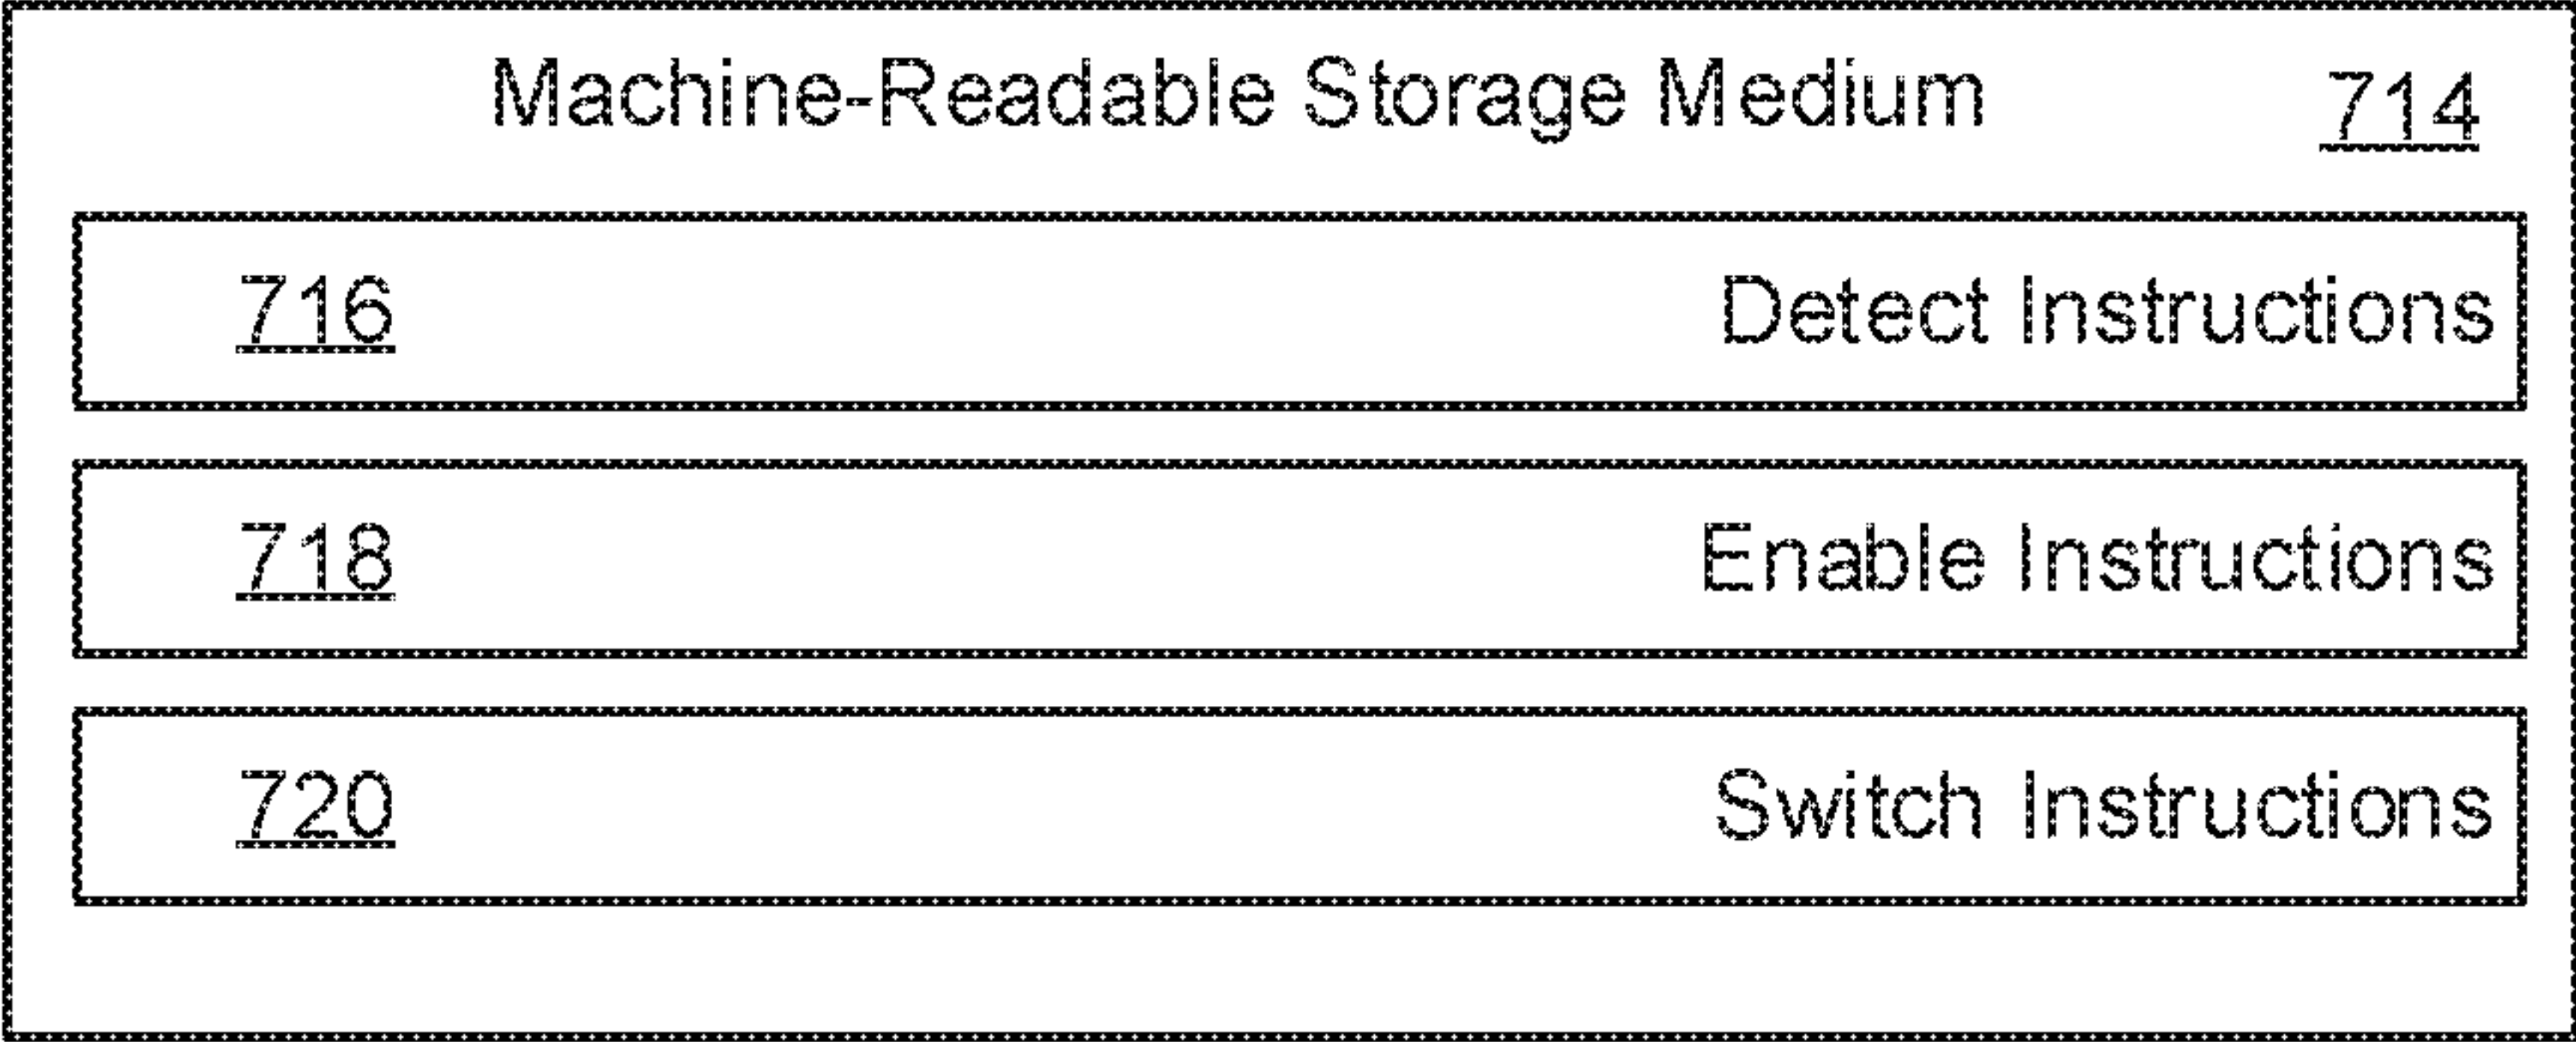 Machine-Readable Storage Medium 714
716 Detect Instructions
718 Enable Instructions
720 Switch Instructions